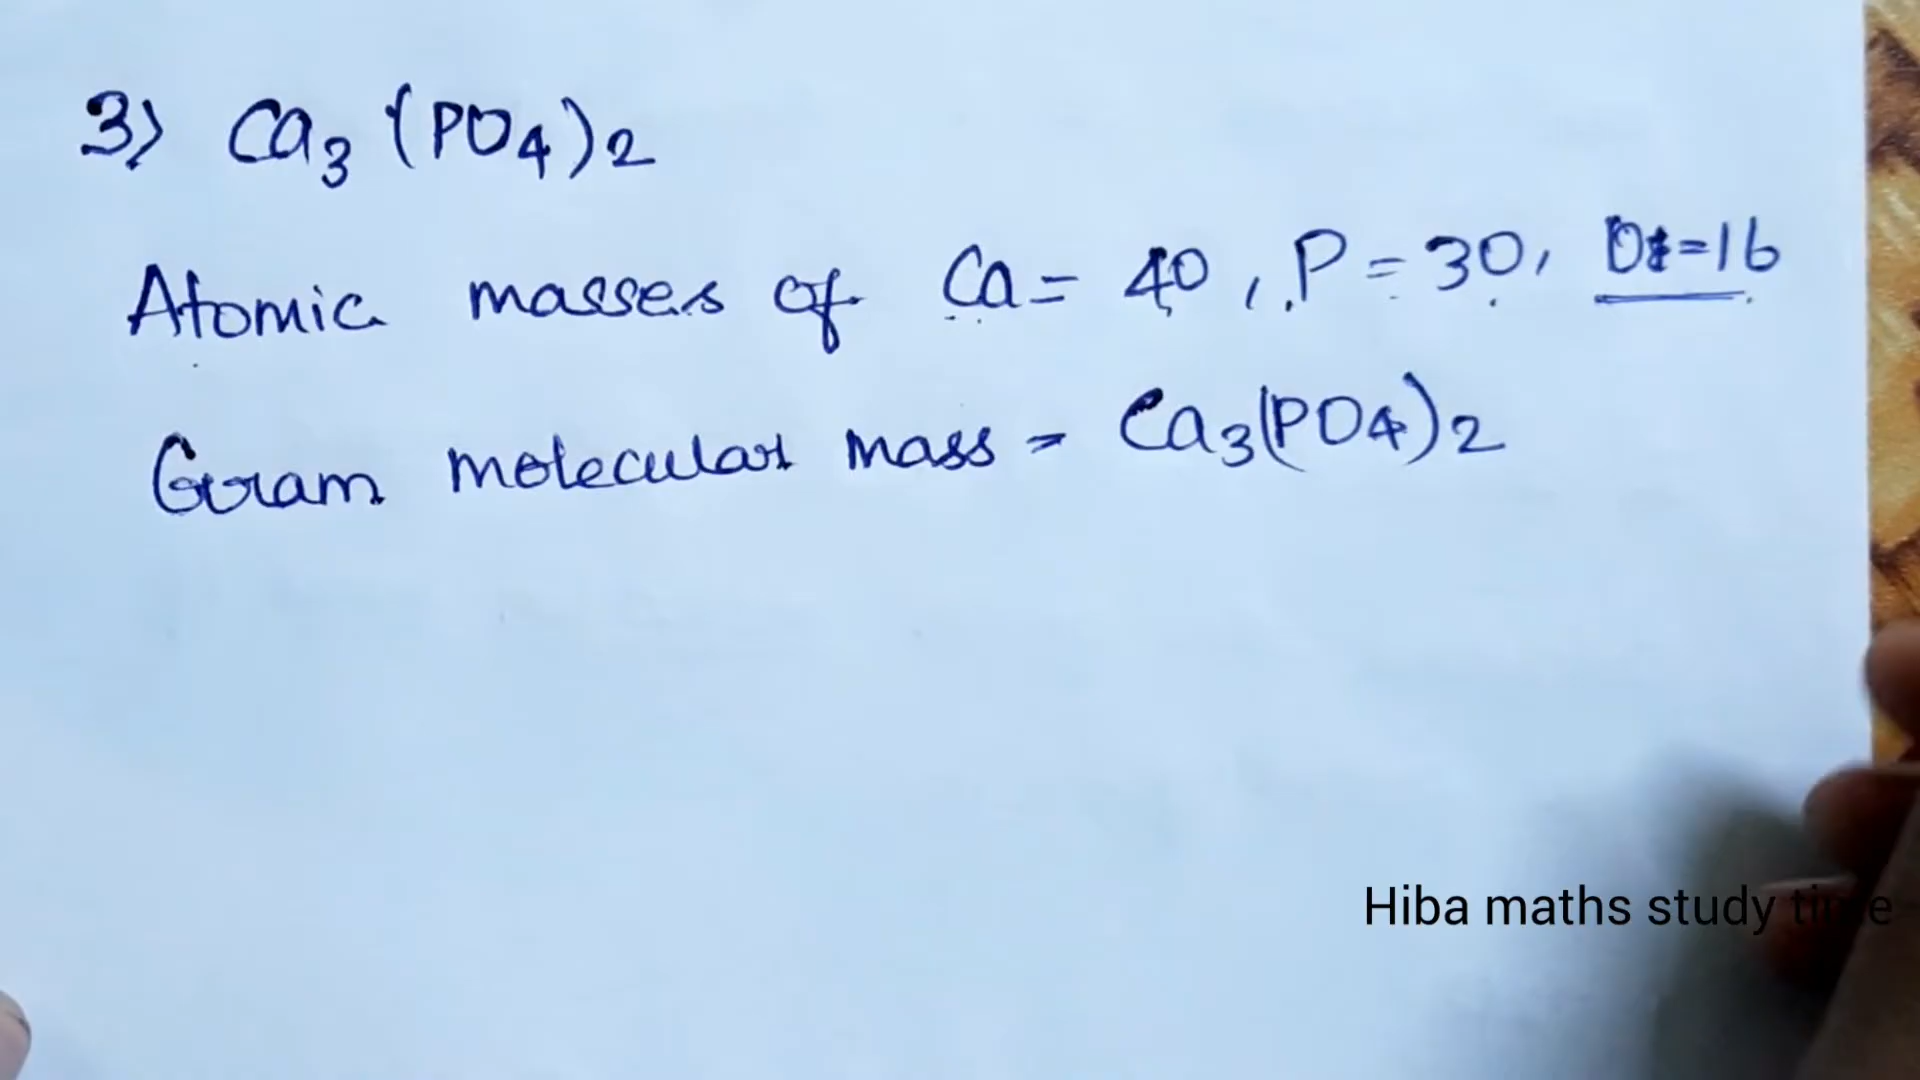 3) Ca3 (PO4)2
Atomic masses of Ca = 40, P = 30, O = 16
Gram molecular mass = Ca3(PO4)2
Hiba maths study time